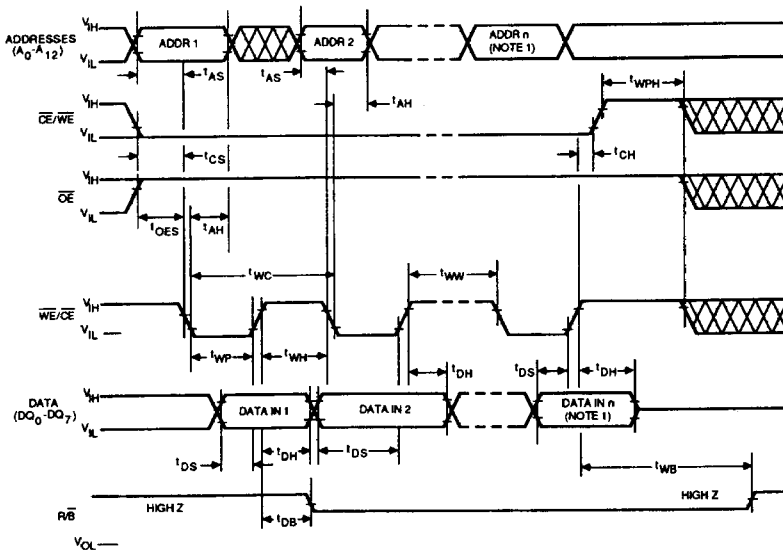 ADDRESSES
(A0-A12)
VIH
VIL
ADDR 1
ADDR 2
ADDR n
(NOTE 1)
tAS
tAS
tAH
tWPH
CE/WE
VIH
VIL
tCS
tCH
OE
VIH
VIL
tOES
tAH
tWC
tWW
WE/CE
VIH
VIL
tWP
tWH
tDH
tDS
tDH
DATA
(DQ0-DQ7)
VIH
VIL
DATA IN 1
DATA IN 2
DATA IN n
(NOTE 1)
tDS
tDH
tDS
tWB
R/B
HIGH Z
HIGH Z
tDB
VOL